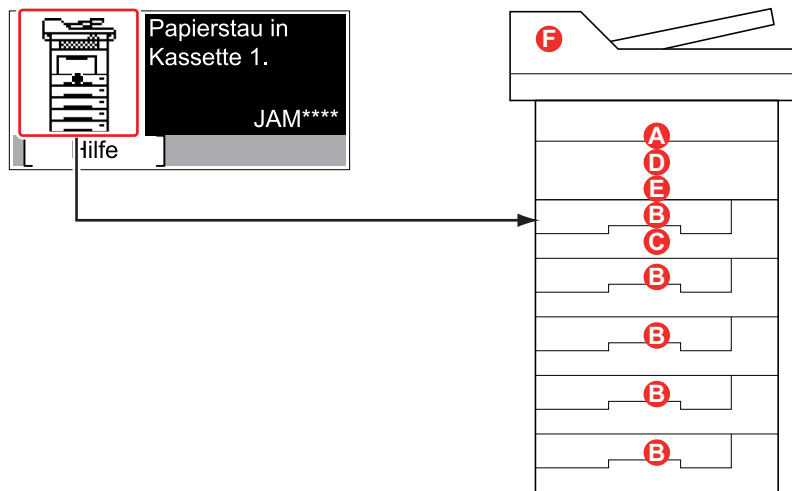 Papierstau in
Kassette 1.
JAM****
Hilfe
F
A
D
E
B
C
B
B
B
B